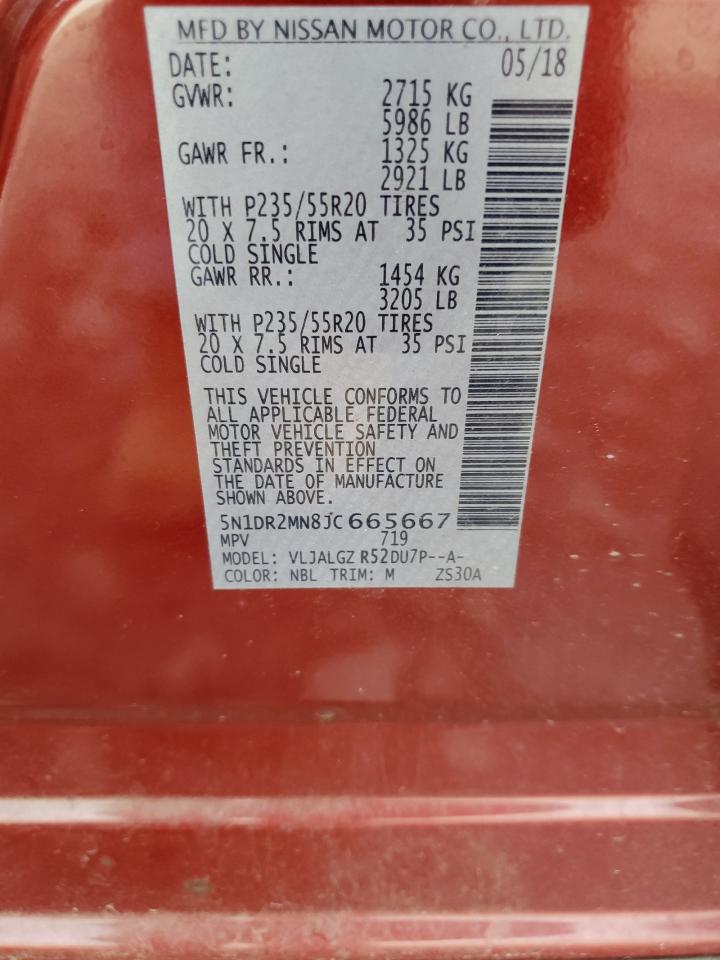 MFD BY NISSAN MOTOR CO., LTD.
DATE: 05/18
GVWR: 2715 KG
5986 LB
GAWR FR.: 1325 KG
2921 LB
WITH P235/55R20 TIRES
20 X 7.5 RIMS AT 35 PSI
COLD SINGLE
GAWR RR.: 1454 KG
3205 LB
WITH P235/55R20 TIRES
20 X 7.5 RIMS AT 35 PSI
COLD SINGLE
THIS VEHICLE CONFORMS TO
ALL APPLICABLE FEDERAL
MOTOR VEHICLE SAFETY AND
THEFT PREVENTION
STANDARDS IN EFFECT ON
THE DATE OF MANUFACTURE
SHOWN ABOVE.
5N1DR2MN8JC665667
MPV 719
MODEL: VLJALGZ R52DU7P--A-
COLOR: NBL TRIM: M ZS30A